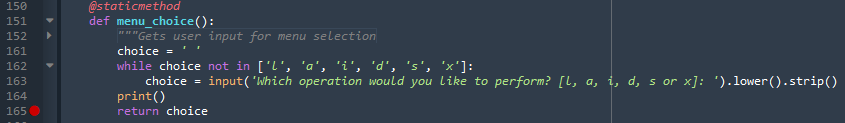 150 @staticmethod
151 def menu_choice():
152 """Gets user input for menu selection
161 choice = ' '
162 while choice not in ['l', 'a', 'i', 'd', 's', 'x']:
163 choice = input('Which operation would you like to perform? [l, a, i, d, s or x]: ').lower().strip()
164 print()
165 return choice